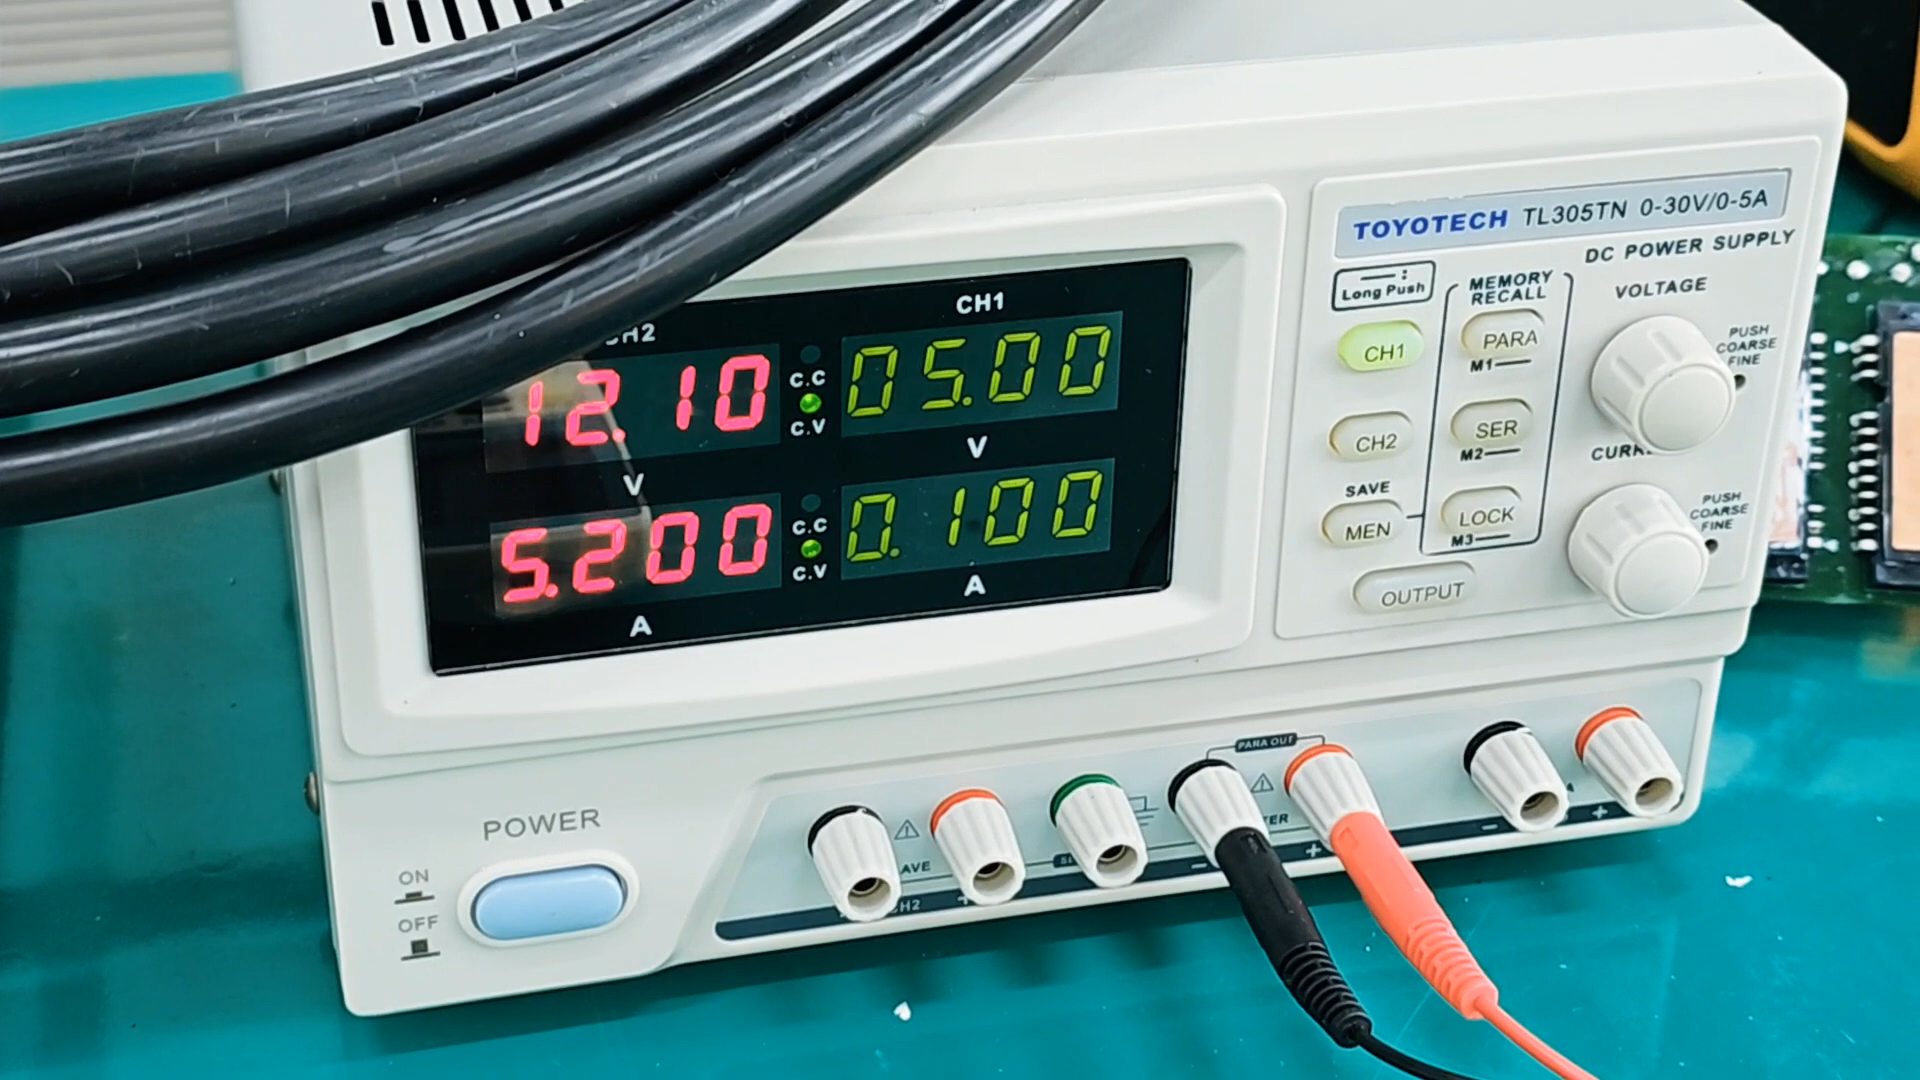 TOYOTECH TL305TN 0-30V/0-5A
DC POWER SUPPLY
CH1
12.10
C.C
C.V
05.00
V
V
5.200
C.C
C.V
0.100
A
A
Long Push
MEMORY
RECALL
VOLTAGE
CH1
PARA
M1
PUSH
COARSE
FINE
CH2
SER
M2
SAVE
MEN
LOCK
M3
PUSH
COARSE
FINE
OUTPUT
POWER
ON
OFF
PARA OUT
- +
- +